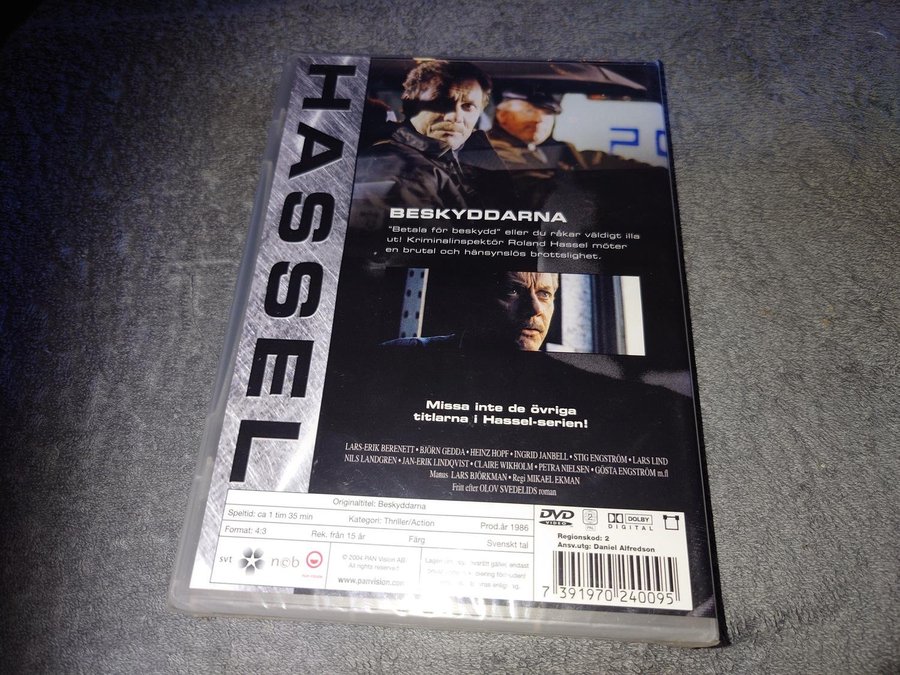 HASSEL
BESKYDDARNA
"Betala för beskydd" eller du råkar väldigt illa
ut! Kriminalinspektör Roland Hassel möter
en brutal och hänsynslös brottslighet.
Missa inte de övriga
titlarna i Hassel-serien!
LARS-ERIK BERENETT • BJÖRN GEDDA • HEINZ HOPF • INGRID JANBELL • STIG ENGSTRÖM • LARS LIND
NILS LANDGREN • JAN-ERIK LINDQVIST • CLAIRE WIKHOLM • PETRA NIELSEN • GÖSTA ENGSTRÖM m.fl
Manus LARS BJÖRKMAN • Regi MIKAEL EKMAN
Fritt efter OLOV SVEDELIDS roman
Originaltitel: Beskyddarna
Speltid: ca 1 tim 35 min
Kategori: Thriller/Action
Prod.år 1986
Format: 4:3
Rek. från 15 år
Färg
Svenskt tal
svt
ncb
© 2004 PAN Vision AB
All rights reserved
www.panvision.com
DVD
VIDEO
2
DOLBY
DIGITAL
Regionskod: 2
Ansv.utg: Daniel Alfredson
7 391970 240095